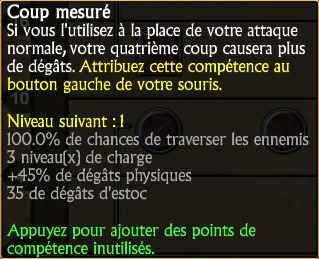 Coup mesuré
Si vous l'utilisez à la place de votre attaque
normale, votre quatrième coup causera plus
de dégâts. Attribuez cette compétence au
bouton gauche de votre souris.
10
Niveau suivant : 1
100.0% de chances de traverser les ennemis
3 niveau(x) de charge
+45% de dégâts physiques
35 de dégâts d'estoc
Appuyez pour ajouter des points de
compétence inutilisés.